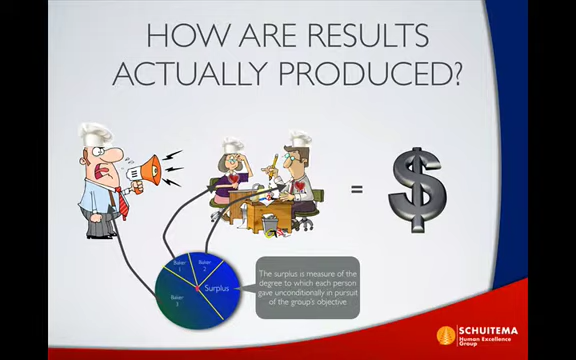 HOW ARE RESULTS
ACTUALLY PRODUCED?
=
$
Baker
1
Baker
2
Surplus
Baker
3
The surplus is measure of the
degree to which each person
gave unconditionally in pursuit
of the group's objective
SCHUITEMA
Human Excellence
Group